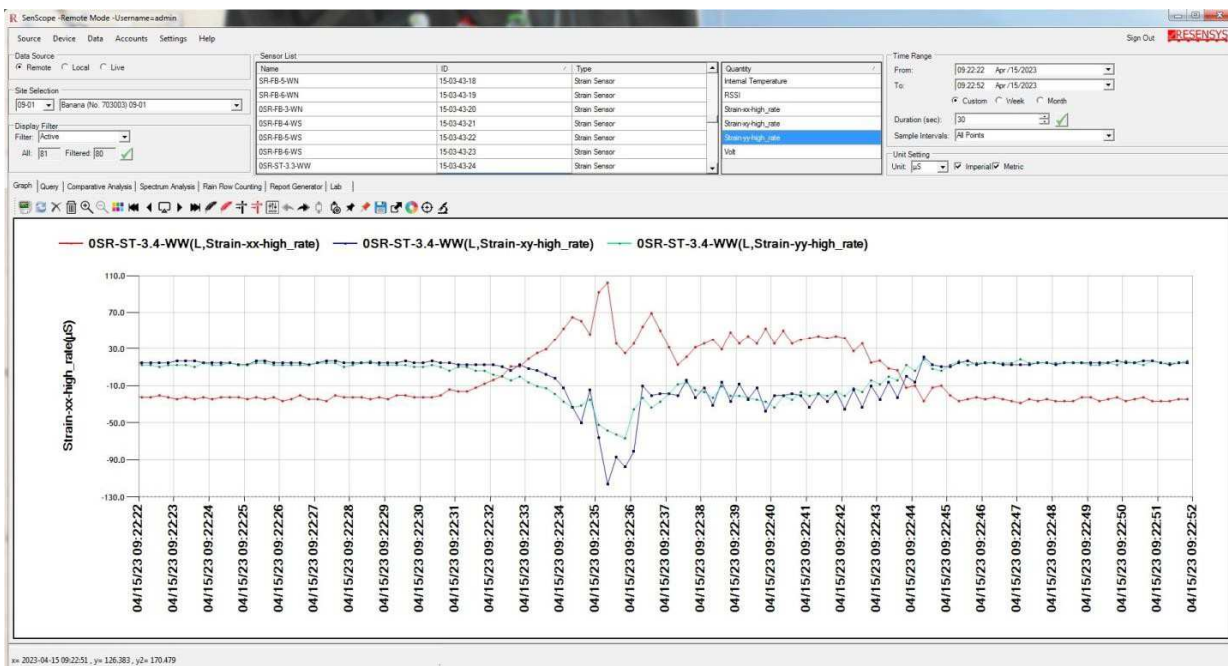 R SenScope -Remote Mode -Username=admin
Source Device Data Accounts Settings Help
Sign Out RESENSYS
Data Source
Remote Local Live
Site Selection
09-01 Banana (No. 703003) 09-01
Display Filter
Filter: Active
All: 81 Filtered: 80
Sensor List
Name ID Type
SR-FB-5-WN 15-03-43-18 Strain Sensor
SR-FB-6-WN 15-03-43-19 Strain Sensor
0SR-FB-3-WN 15-03-43-20 Strain Sensor
0SR-FB-4-WS 15-03-43-21 Strain Sensor
0SR-FB-5-WS 15-03-43-22 Strain Sensor
0SR-FB-6-WS 15-03-43-23 Strain Sensor
0SR-ST-3.3-WW 15-03-43-24 Strain Sensor
Quantity
Internal Temperature
RSSI
Strain-xx-high_rate
Strain-xy-high_rate
Strain-yy-high_rate
Volt
Time Range
From: 09:22:22 Apr /15/2023
To: 09:22:52 Apr /15/2023
Custom Week Month
Duration (sec): 30
Sample Intervals: All Points
Unit Setting
Unit: µS Imperial Metric
Graph Query Comparative Analysis Spectrum Analysis Rain Flow Counting Report Generator Lab
0SR-ST-3.4-WW(L,Strain-xx-high_rate) 0SR-ST-3.4-WW(L,Strain-xy-high_rate) 0SR-ST-3.4-WW(L,Strain-yy-high_rate)
Strain-xx-high_rate(µS)
110.0
70.0
30.0
-10.0
-50.0
-90.0
-130.0
04/15/23 09:22:22
04/15/23 09:22:23
04/15/23 09:22:24
04/15/23 09:22:25
04/15/23 09:22:26
04/15/23 09:22:27
04/15/23 09:22:28
04/15/23 09:22:29
04/15/23 09:22:30
04/15/23 09:22:31
04/15/23 09:22:32
04/15/23 09:22:33
04/15/23 09:22:34
04/15/23 09:22:35
04/15/23 09:22:36
04/15/23 09:22:37
04/15/23 09:22:38
04/15/23 09:22:39
04/15/23 09:22:40
04/15/23 09:22:41
04/15/23 09:22:42
04/15/23 09:22:43
04/15/23 09:22:44
04/15/23 09:22:45
04/15/23 09:22:46
04/15/23 09:22:47
04/15/23 09:22:48
04/15/23 09:22:49
04/15/23 09:22:50
04/15/23 09:22:51
04/15/23 09:22:52
x= 2023-04-15 09:22:51 , y= 126.383 , y2= 170.479